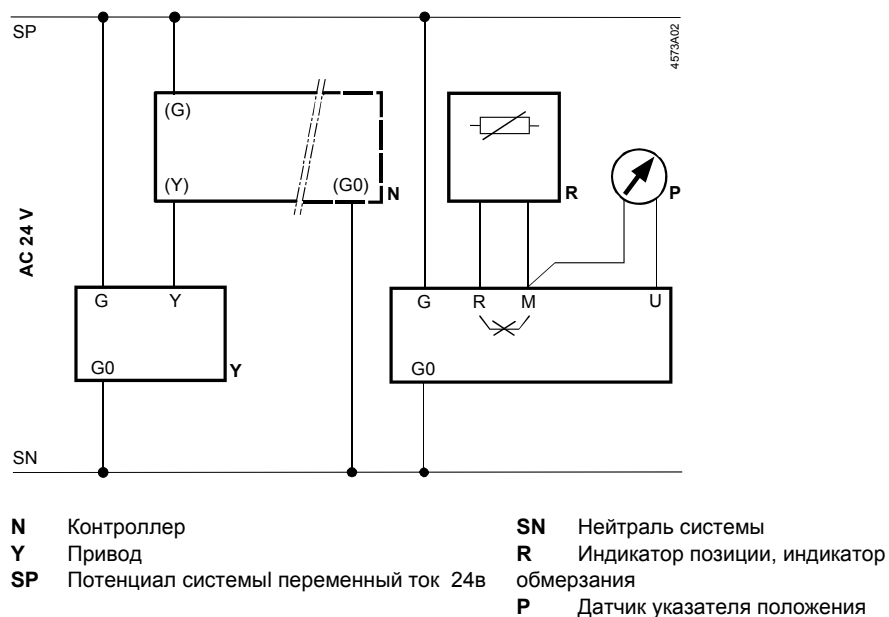 SP
4573A02
(G)
(Y) (G0) N
R P
AC 24 V
G Y
G R M U
G0 Y
G0
SN
N Контроллер
Y Привод
SP Потенциал системыl переменный ток 24в
SN Нейтраль системы
R Индикатор позиции, индикатор
обмерзания
P Датчик указателя положения